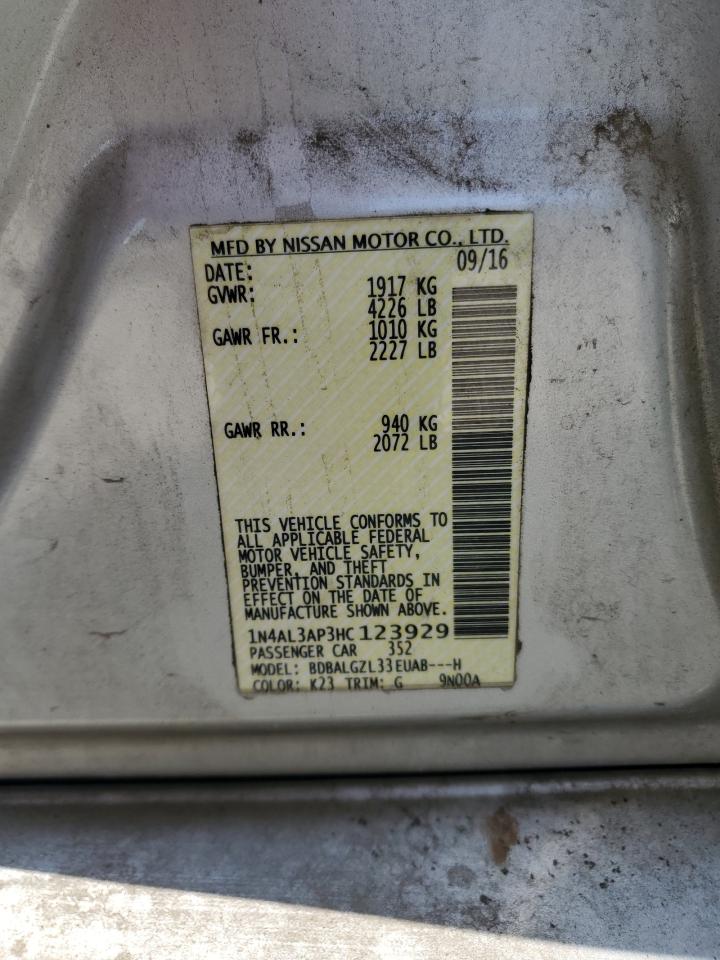 MFD BY NISSAN MOTOR CO., LTD.
DATE: 09/16
GVWR: 1917 KG
4226 LB
GAWR FR.: 1010 KG
2227 LB
GAWR RR.: 940 KG
2072 LB
THIS VEHICLE CONFORMS TO
ALL APPLICABLE FEDERAL
MOTOR VEHICLE SAFETY,
BUMPER, AND THEFT
PREVENTION STANDARDS IN
EFFECT ON THE DATE OF
MANUFACTURE SHOWN ABOVE.
1N4AL3AP3HC123929
PASSENGER CAR 352
MODEL: BDBALGZL33EUAB---H
COLOR: K23 TRIM: G 9N00A